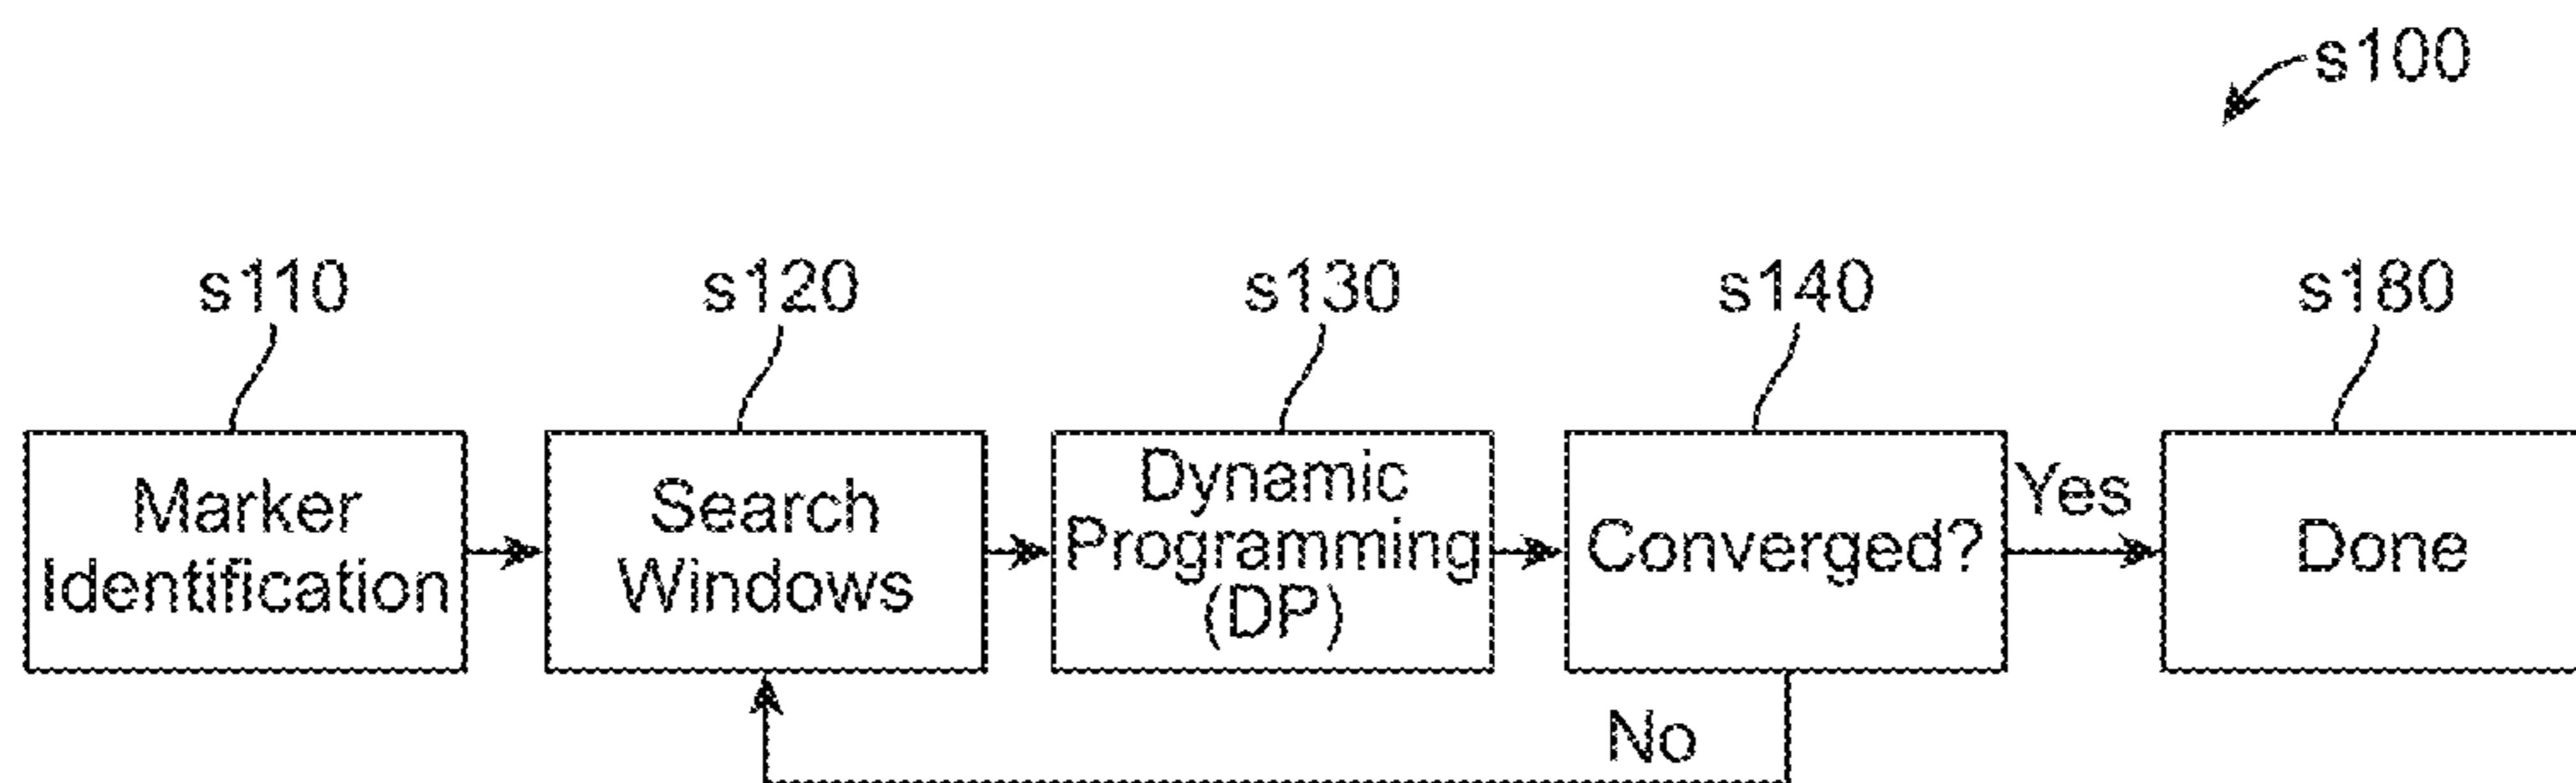 s100
s110
s120
s130
s140
s180
Marker
Identification
Search
Windows
Dynamic
Programming
(DP)
Converged?
Yes
Done
No